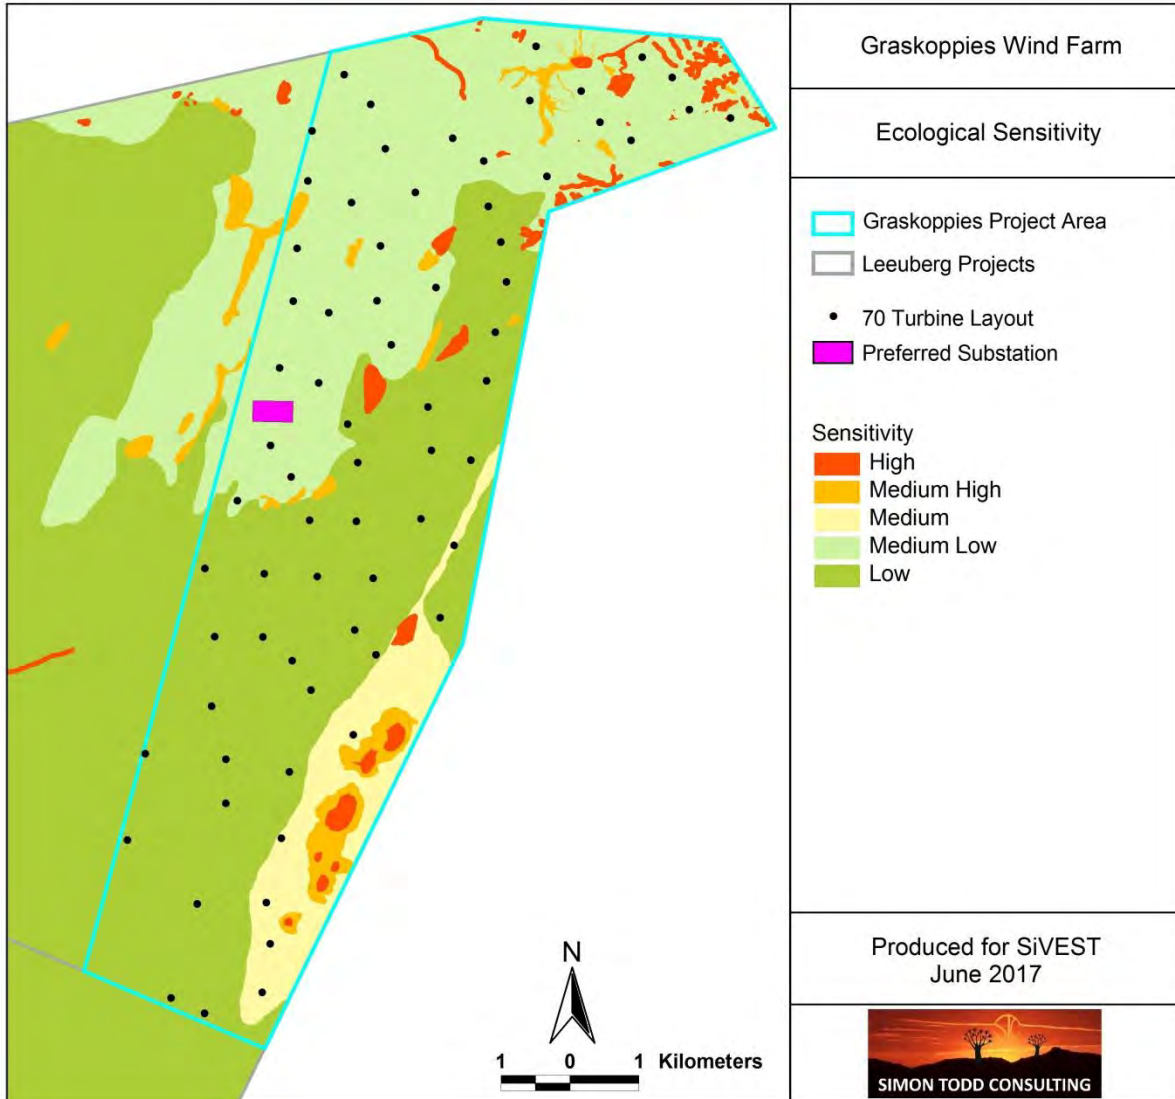 Graskoppies Wind Farm
Ecological Sensitivity
Graskoppies Project Area
Leeuberg Projects
70 Turbine Layout
Preferred Substation
Sensitivity
High
Medium High
Medium
Medium Low
Low
N
1 0 1 Kilometers
Produced for SiVEST
June 2017
SIMON TODD CONSULTING